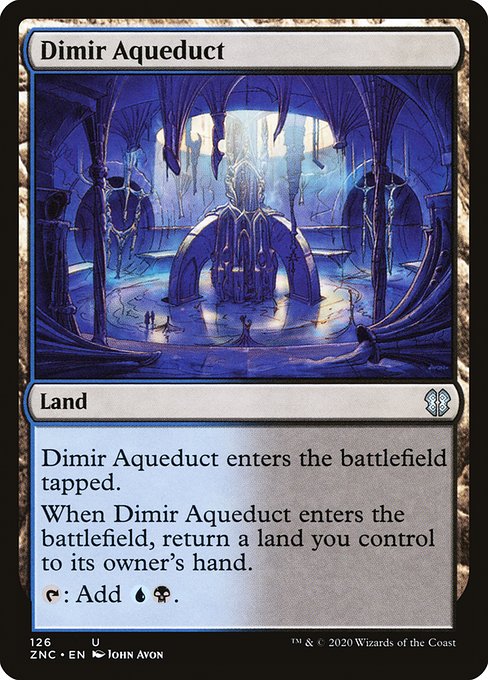 Dimir Aqueduct
Land
Dimir Aqueduct enters the battlefield
tapped.
When Dimir Aqueduct enters the
battlefield, return a land you control
to its owner's hand.
: Add .
126 U
ZNC • EN John Avon
™ & © 2020 Wizards of the Coast